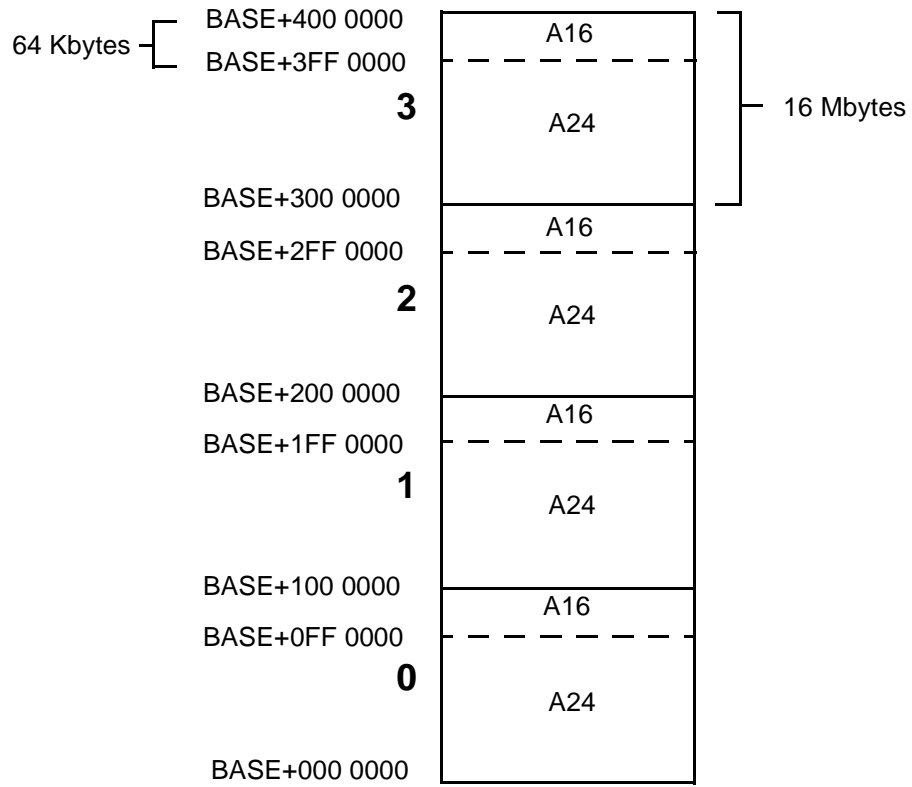 BASE+400 0000
A16
64 Kbytes
BASE+3FF 0000
3
16 Mbytes
A24
BASE+300 0000
A16
BASE+2FF 0000
2
A24
BASE+200 0000
A16
BASE+1FF 0000
1
A24
BASE+100 0000
A16
BASE+0FF 0000
0
A24
BASE+000 0000